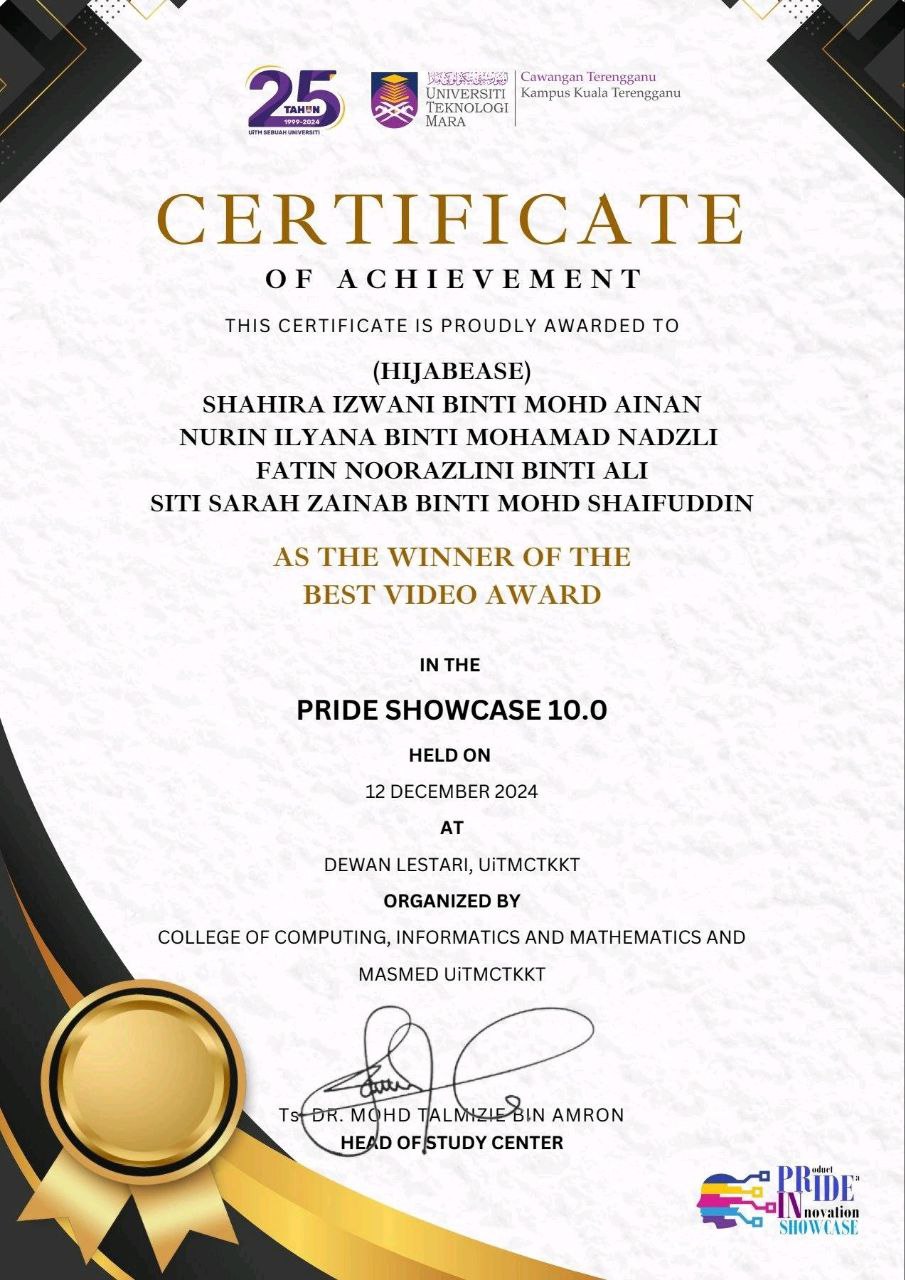 25
TAHUN
1999-2024
UiTM SEBUAH UNIVERSITI
UNIVERSITI
TEKNOLOGI
MARA
Cawangan Terengganu
Kampus Kuala Terengganu
CERTIFICATE
OF ACHIEVEMENT
THIS CERTIFICATE IS PROUDLY AWARDED TO
(HIJABEASE)
SHAHIRA IZWANI BINTI MOHD AINAN
NURIN ILYANA BINTI MOHAMAD NADZLI
FATIN NOORAZLINI BINTI ALI
SITI SARAH ZAINAB BINTI MOHD SHAIFUDDIN
AS THE WINNER OF THE
BEST VIDEO AWARD
IN THE
PRIDE SHOWCASE 10.0
HELD ON
12 DECEMBER 2024
AT
DEWAN LESTARI, UiTMCTKKT
ORGANIZED BY
COLLEGE OF COMPUTING, INFORMATICS AND MATHEMATICS AND
MASMED UiTMCTKKT
Ts. DR. MOHD TALMIZIE BIN AMRON
HEAD OF STUDY CENTER
PRoduct
IDEa
INnovation
SHOWCASE